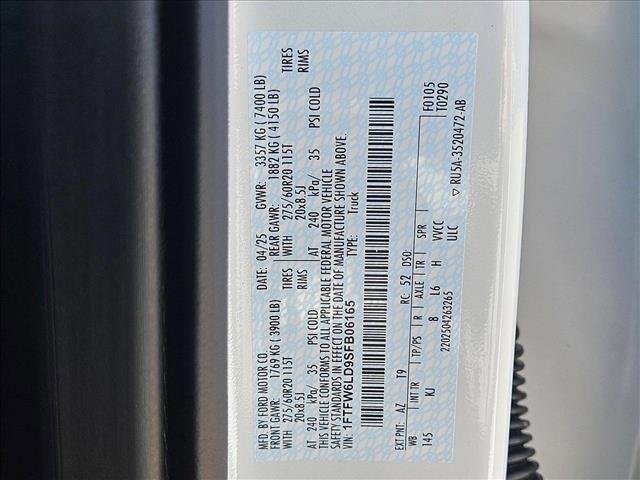 MFD. BY FORD MOTOR CO.
DATE: 04/25 GVWR: 3357 KG ( 7400 LB)
FRONT GAWR: 1769 KG ( 3900 LB) REAR GAWR: 1882 KG ( 4150 LB)
WITH 275/60R20 115T TIRES WITH 275/60R20 115T TIRES
20x8.5J RIMS 20x8.5J RIMS
AT 240 kPa/ 35 PSI COLD AT 240 kPa/ 35 PSI COLD
THIS VEHICLE CONFORMS TO ALL APPLICABLE FEDERAL MOTOR VEHICLE
SAFETY STANDARDS IN EFFECT ON THE DATE OF MANUFACTURE SHOWN ABOVE.
VIN: 1FTFW6LD9SFB06165 TYPE: Truck
F0105
T0290
EXT PNT: AZ 19 RC: 52 DSO:
WB INT TR TP/PS R AXLE TR SPR
145 KJ 8 L6 H VVCC
ULC
2202504263265
▽ RU5A-3520472-AB